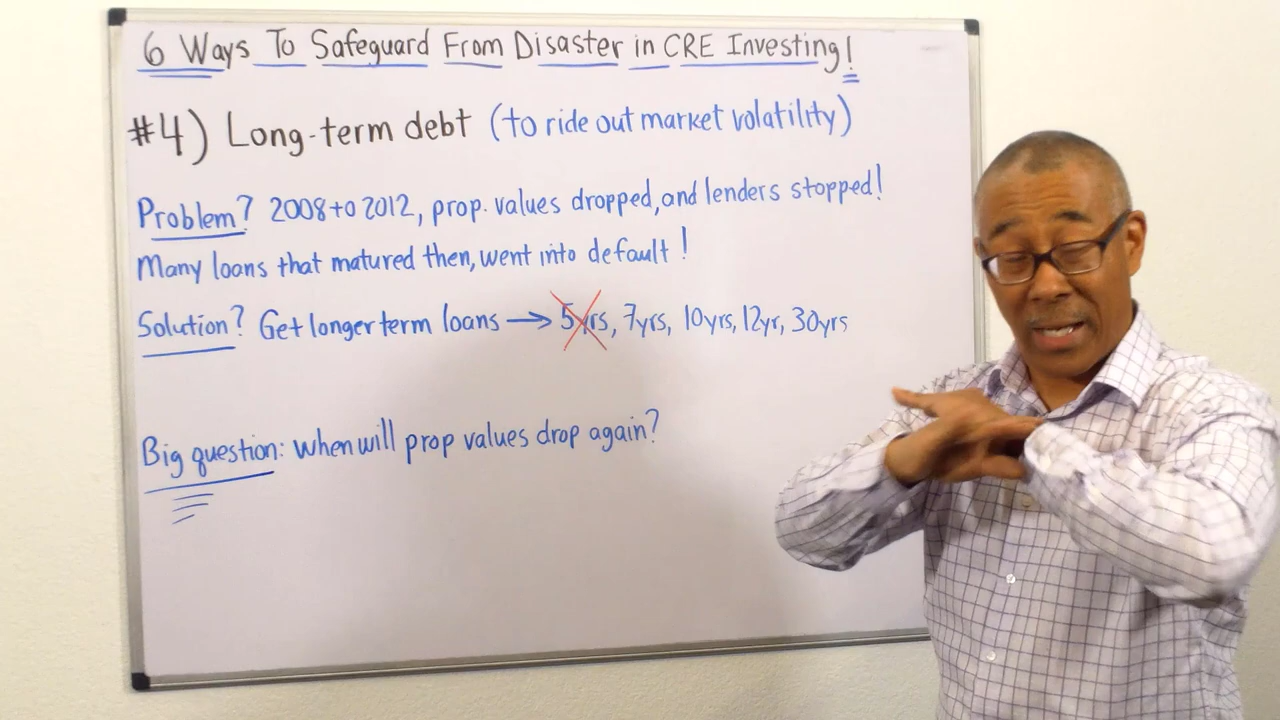 6 Ways To Safeguard From Disaster in CRE Investing!
#4) Long-term debt (to ride out market volatility)
Problem? 2008 to 2012, prop. values dropped, and lenders stopped!
Many loans that matured then, went into default!
Solution? Get longer term loans → 5yrs, 7yrs, 10yrs, 12yr, 30yrs
Big question: when will prop values drop again?